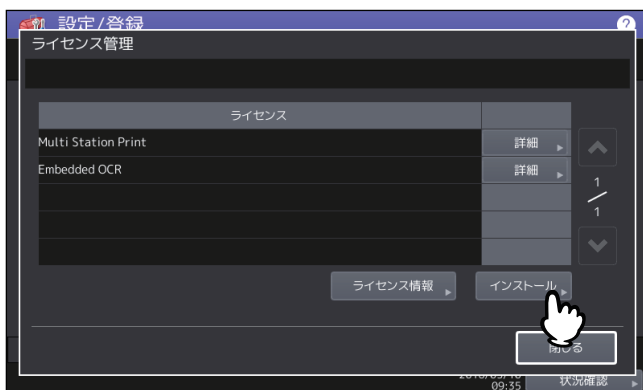 設定/登録
?
ライセンス管理
ライセンス
Multi Station Print
詳細
Embedded OCR
詳細
1
1
ライセンス情報
インストール
閉じる
09:35
状況確認